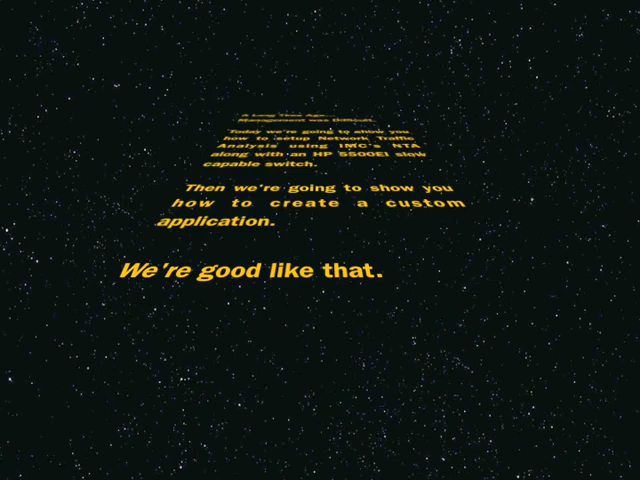 A Long Time Ago...
Management was Difficult.
Today we're going to show you
how to setup Network Traffic
Analysis using IMC's NTA
along with an HP 5500EI slow
capable switch.
Then we're going to show you
how to create a custom
application.
We're good like that.